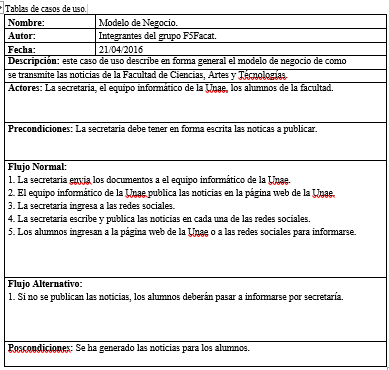 Tablas de casos de uso.
Nombre: Modelo de Negocio.
Autor: Integrantes del grupo F5Facat.
Fecha: 21/04/2016
Descripción: este caso de uso describe en forma general el modelo de negocio de como
se transmite las noticias de la Facultad de Ciencias, Artes y Técnologías.
Actores: La secretaría, el equipo informático de la Unae, los alumnos de la facultad.
Precondiciones: La secretaria debe tener en forma escrita las noticas a publicar.
Flujo Normal:
1. La secretaria envia los documentos a el equipo informático de la Unae.
2. El equipo informático de la Unae publica las noticias en la página web de la Unae.
3. La secretaria ingresa a las redes sociales.
4. La secretaria escribe y publica las noticias en cada una de las redes sociales.
5. Los alumnos ingresan a la página web de la Unae o a las redes sociales para informarse.
Flujo Alternativo:
1. Si no se publican las noticias, los alumnos deberán pasar a informarse por secretaría.
Poscondiciones: Se ha generado las noticias para los alumnos.